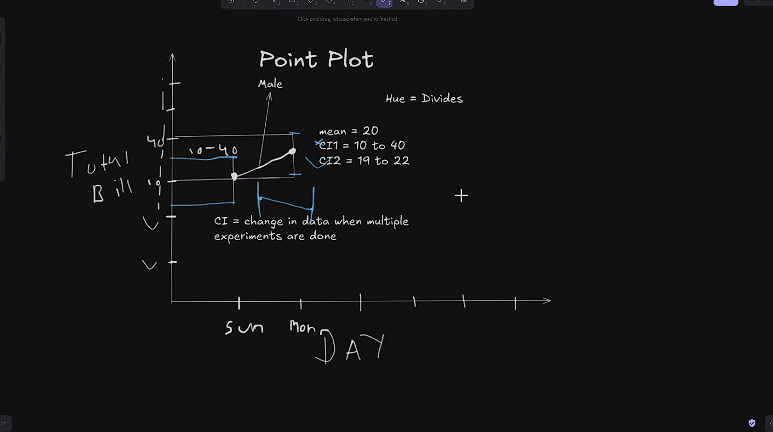 Click and drag, release when you're finished
Point Plot
Male
Hue = Divides
mean = 20
CI1 = 10 to 40
CI2 = 19 to 22
40
10-40
Total
Bill
10
CI = change in data when multiple
experiments are done
Sun
Mon
DAY